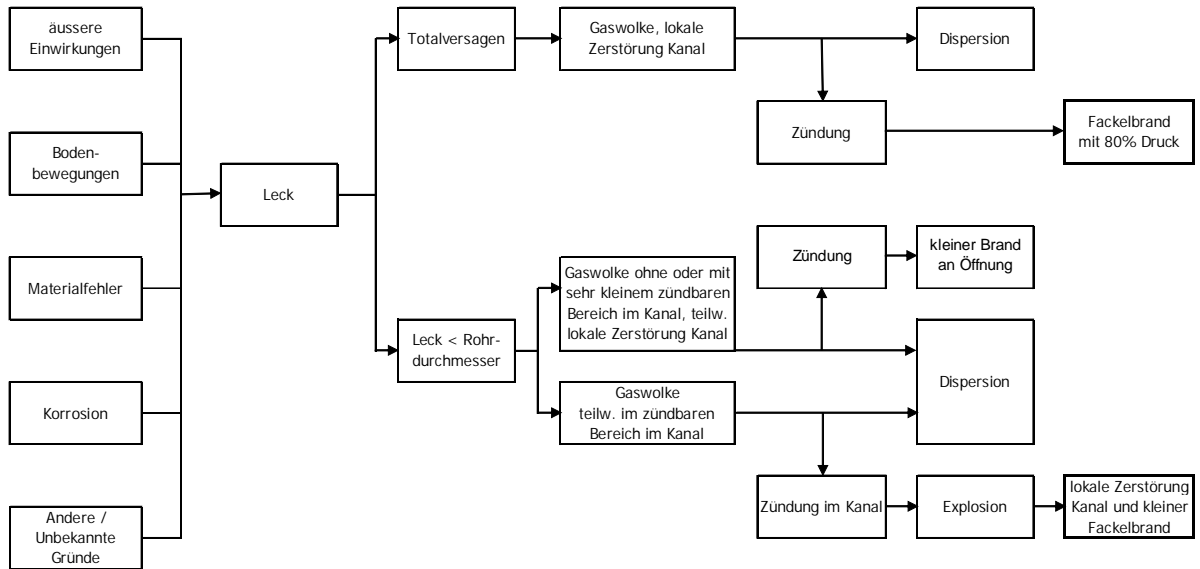 äussere
Einwirkungen
Boden-
bewegungen
Materialfehler
Korrosion
Andere /
Unbekannte
Gründe
Leck
Totalversagen
Leck < Rohr-
durchmesser
Gaswolke, lokale
Zerstörung Kanal
Gaswolke ohne oder mit
sehr kleinem zündbaren
Bereich im Kanal, teilw.
lokale Zerstörung Kanal
Gaswolke
teilw. im zündbaren
Bereich im Kanal
Dispersion
Zündung
Fackelbrand
mit 80% Druck
Zündung
kleiner Brand
an Öffnung
Dispersion
Zündung im Kanal
Explosion
lokale Zerstörung
Kanal und kleiner
Fackelbrand